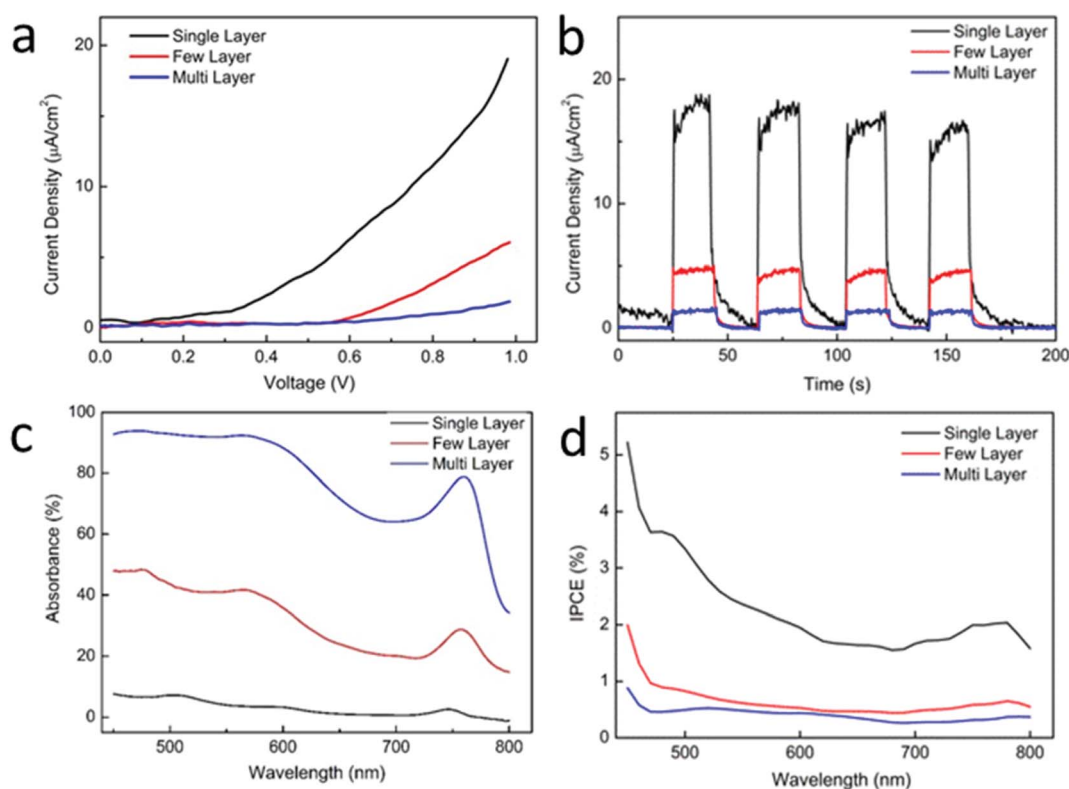 a
Single Layer
Few Layer
Multi Layer
Current Density (μA/cm²)
20
10
0
0.0 0.2 0.4 0.6 0.8 1.0
Voltage (V)
b
Single Layer
Few Layer
Multi Layer
Current Density (μA/cm²)
20
10
0
0 50 100 150 200
Time (s)
c
Single Layer
Few Layer
Multi Layer
Absorbance (%)
100
80
60
40
20
0
500 600 700 800
Wavelength (nm)
d
Single Layer
Few Layer
Multi Layer
IPCE (%)
5
4
3
2
1
0
500 600 700 800
Wavelength (nm)